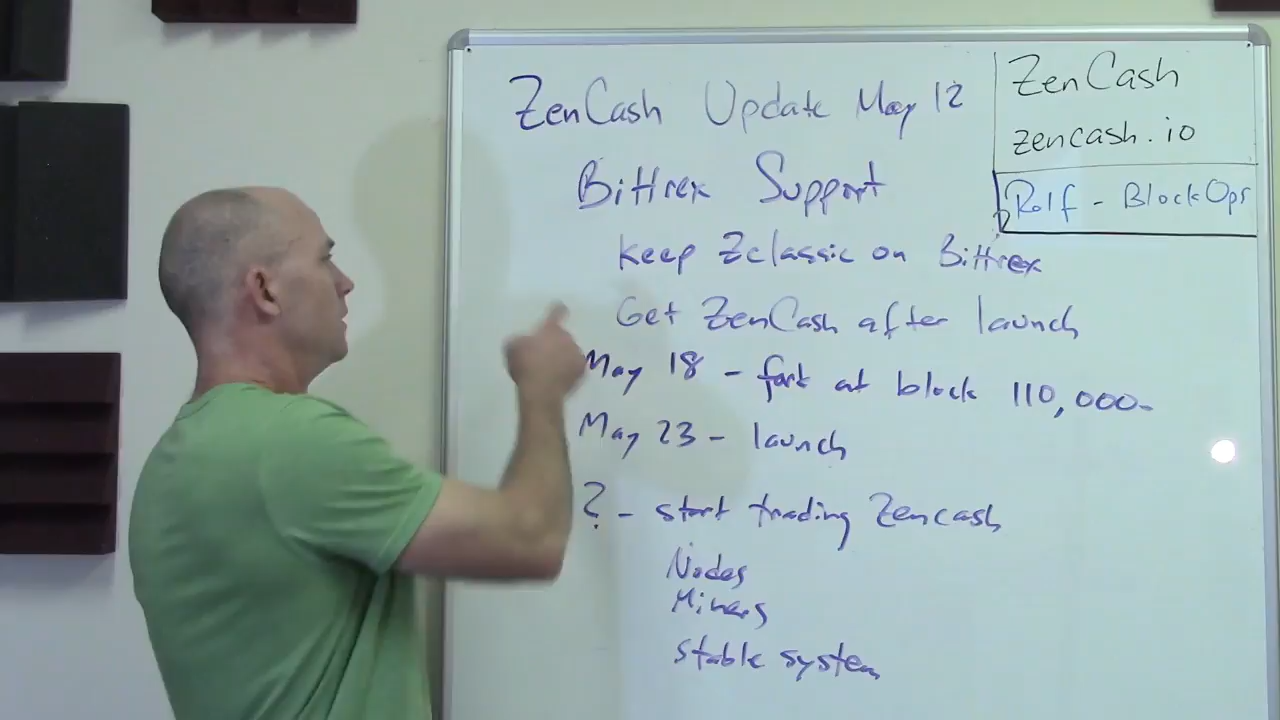 ZenCash Update May 12
Bittrex Support
Keep Zclassic on Bittrex
Get ZenCash after launch
May 18 - fork at block 110,000-
May 23 - launch
? - start trading Zencash
Nodes
Miners
Stable system
ZenCash
zencash.io
Rolf - BlockOps